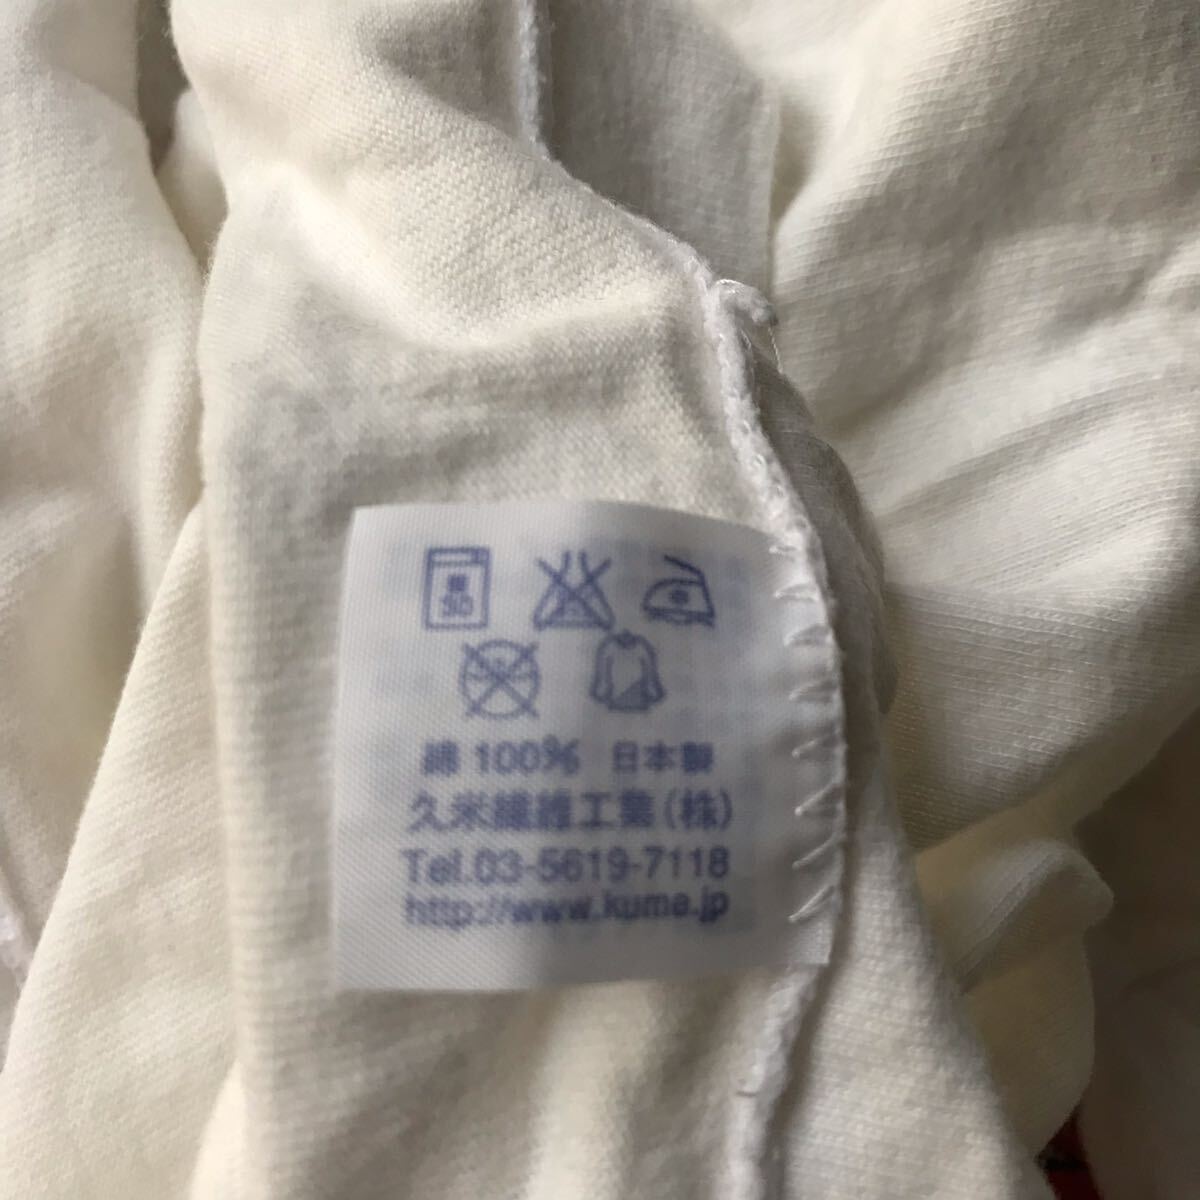 綿 100% 日本製
久米繊維工業(株)
Tel.03-5619-7118
http://www.kume.jp